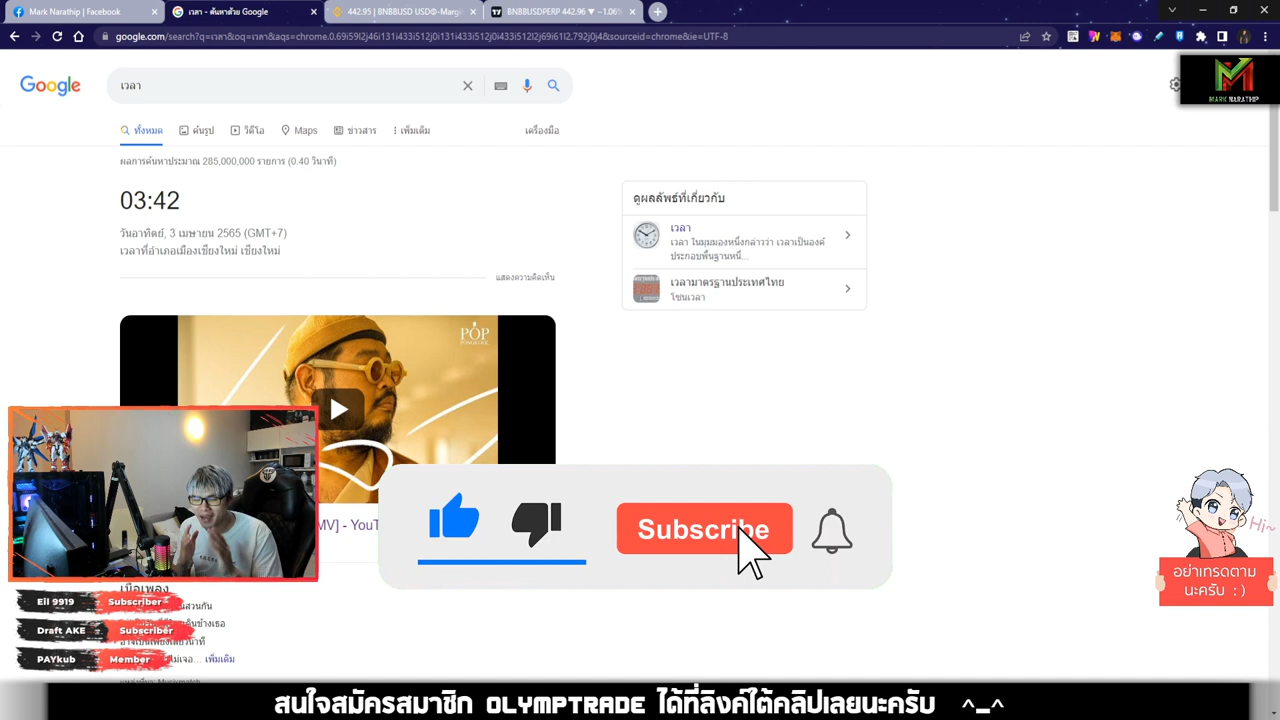 Mark Narathip | Facebook
เวลา - ค้นหาด้วย Google
442.95 | BNBBUSD USDⓈ-Margi
BNBBUSDPERP 442.96 ▼ −1.06%
google.com/search?q=เวลา&oq=เวลา&aqs=chrome.0.69i59l2j46i131i433i512j0i131i433i512j0i433i512j0i131i433i512l2j69i61l2.792j0j4&sourceid=chrome&ie=UTF-8
Google
เวลา
MARK NARATHIP
ทั้งหมด
ค้นรูป
วิดีโอ
Maps
ข่าวสาร
เพิ่มเติม
เครื่องมือ
ผลการค้นหาประมาณ 285,000,000 รายการ (0.40 วินาที)
03:42
วันอาทิตย์, 3 เมษายน 2565 (GMT+7)
เวลาที่อำเภอเมืองเชียงใหม่ เชียงใหม่
แสดงความคิดเห็น
ดูผลลัพธ์ที่เกี่ยวกับ
เวลา
เวลา ในมุมมองหนึ่งกล่าวว่า เวลาเป็นองค์
ประกอบพื้นฐานหนึ่...
เวลามาตรฐานประเทศไทย
โซนเวลา
POP
MV] - YouT
Subscribe
เนื้อเพลง
เพิ่มเติม
Eil 9919 Subscriber
Draft AKE Subscriber
PAYkub Member
Hi~
อย่าเทรดตาม
นะครับ : )
สนใจสมัครสมาชิก OLYMPTRADE ได้ที่ลิงค์ใต้คลิปเลยนะครับ ^_^